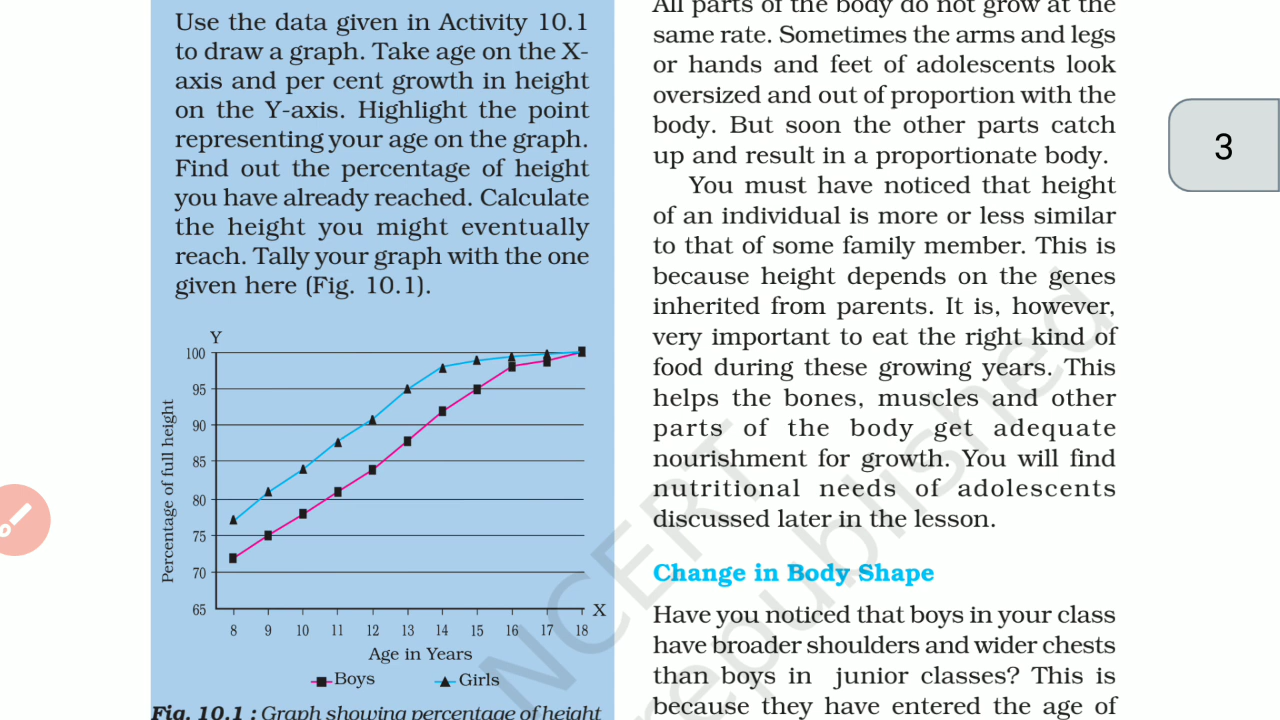 Use the data given in Activity 10.1
to draw a graph. Take age on the X-
axis and per cent growth in height
on the Y-axis. Highlight the point
representing your age on the graph.
Find out the percentage of height
you have already reached. Calculate
the height you might eventually
reach. Tally your graph with the one
given here (Fig. 10.1).
Y
100
95
90
85
80
75
70
65
Percentage of full height
X
8 9 10 11 12 13 14 15 16 17 18
Age in Years
Boys Girls
Fig. 10.1 : Graph showing percentage of height
All parts of the body do not grow at the
same rate. Sometimes the arms and legs
or hands and feet of adolescents look
oversized and out of proportion with the
body. But soon the other parts catch
up and result in a proportionate body.
You must have noticed that height
of an individual is more or less similar
to that of some family member. This is
because height depends on the genes
inherited from parents. It is, however,
very important to eat the right kind of
food during these growing years. This
helps the bones, muscles and other
parts of the body get adequate
nourishment for growth. You will find
nutritional needs of adolescents
discussed later in the lesson.
Change in Body Shape
Have you noticed that boys in your class
have broader shoulders and wider chests
than boys in junior classes? This is
because they have entered the age of
NCERT
republished
3